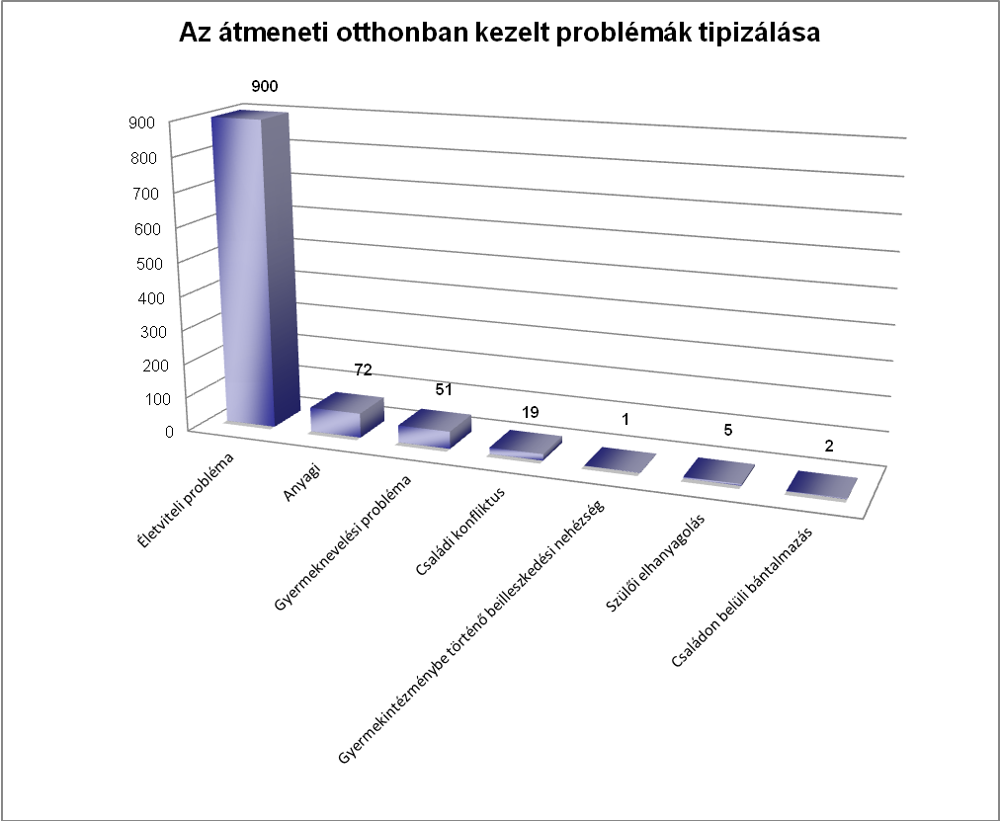 Az átmeneti otthonban kezelt problémák tipizálása
900
900
800
700
600
500
400
300
200
100
0
72
51
19
1
5
2
Életviteli probléma
Anyagi
Gyermeknevelési probléma
Családi konfliktus
Gyermekintézménybe történő beilleszkedési nehézség
Szülői elhanyagolás
Családon belüli bántalmazás